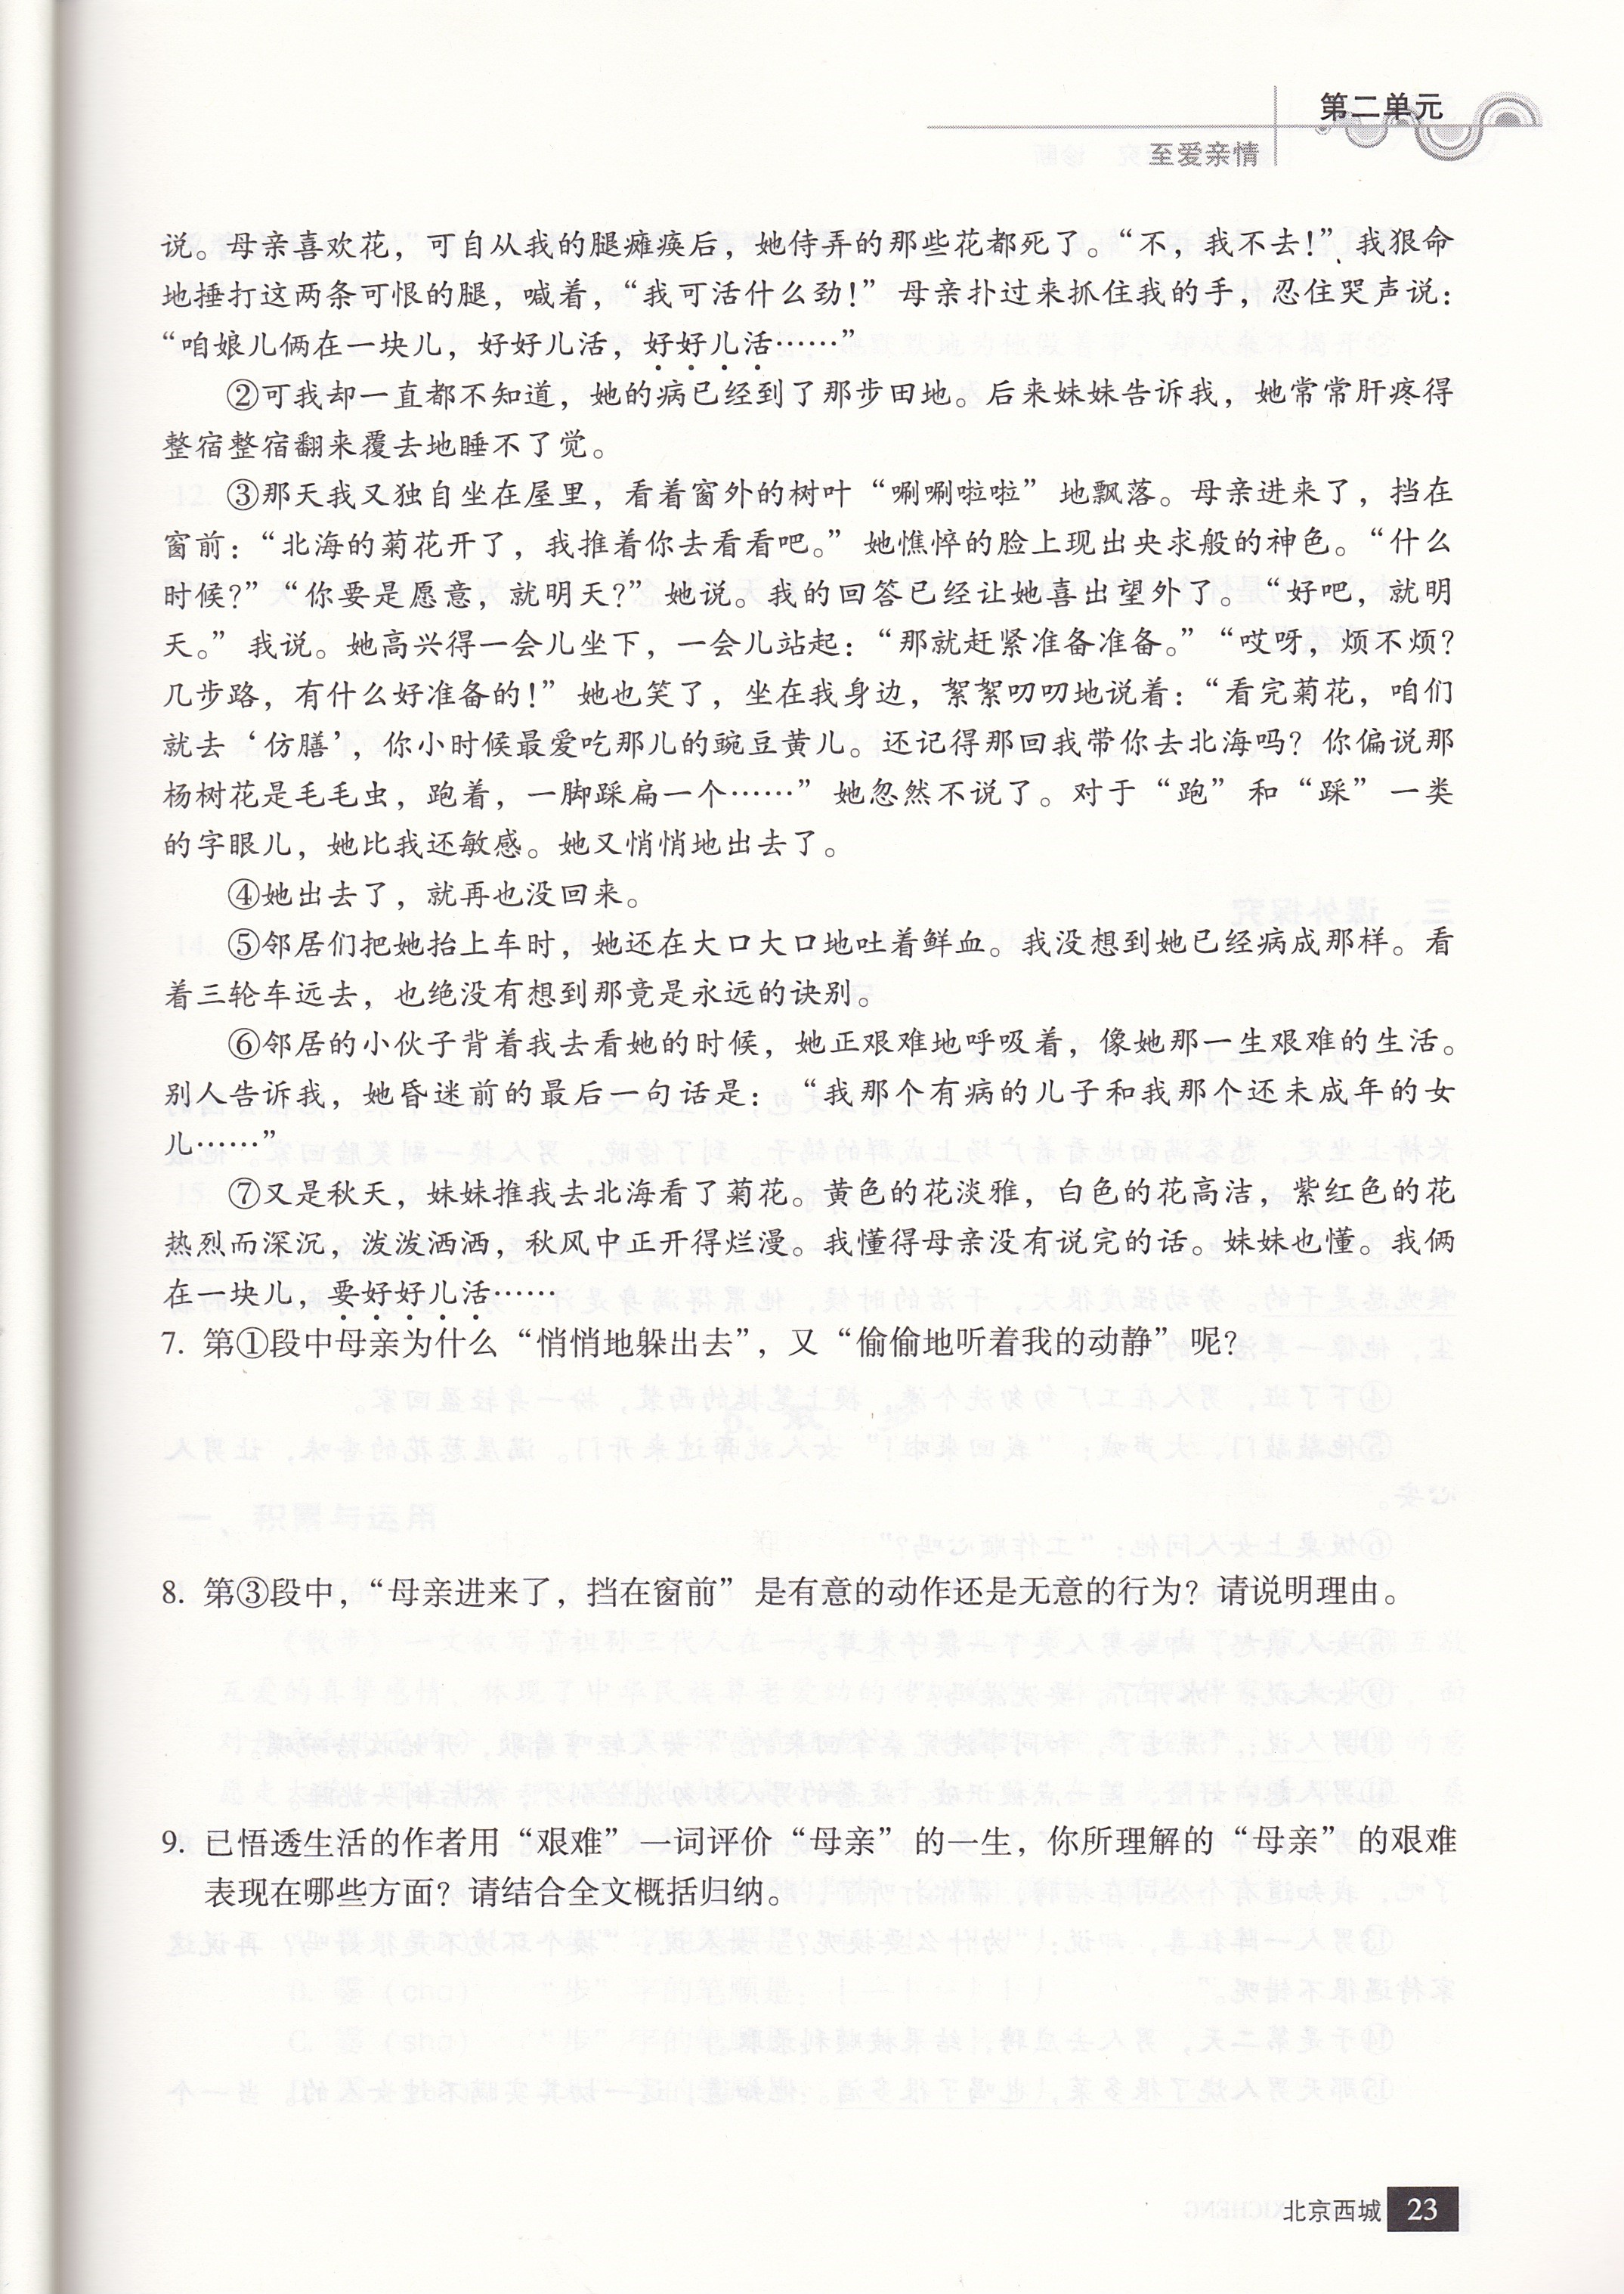 第二单元
至爱亲情
说。母亲喜欢花，可自从我的腿瘫痪后，她侍弄的那些花都死了。“不，我不去！”我狠命
地捶打这两条可恨的腿，喊着，“我可活什么劲！”母亲扑过来抓住我的手，忍住哭声说：
“咱娘儿俩在一块儿，好好儿活，好好儿活……”
②可我却一直都不知道，她的病已经到了那步田地。后来妹妹告诉我，她常常肝疼得
整宿整宿翻来覆去地睡不了觉。
③那天我又独自坐在屋里，看着窗外的树叶“唰唰啦啦”地飘落。母亲进来了，挡在
窗前：“北海的菊花开了，我推着你去看看吧。”她憔悴的脸上现出央求般的神色。“什么
时候？”“你要是愿意，就明天？”她说。我的回答已经让她喜出望外了。“好吧，就明
天。”我说。她高兴得一会儿坐下，一会儿站起：“那就赶紧准备准备。”“哎呀，烦不烦？
几步路，有什么好准备的！”她也笑了，坐在我身边，絮絮叨叨地说着：“看完菊花，咱们
就去‘仿膳’，你小时候最爱吃那儿的豌豆黄儿。还记得那回我带你去北海吗？你偏说那
杨树花是毛毛虫，跑着，一脚踩扁一个……”她忽然不说了。对于“跑”和“踩”一类
的字眼儿，她比我还敏感。她又悄悄地出去了。
④她出去了，就再也没回来。
⑤邻居们把她抬上车时，她还在大口大口地吐着鲜血。我没想到她已经病成那样。看
着三轮车远去，也绝没有想到那竟是永远的诀别。
⑥邻居的小伙子背着我去看她的时候，她正艰难地呼吸着，像她那一生艰难的生活。
别人告诉我，她昏迷前的最后一句话是：“我那个有病的儿子和我那个还未成年的女
儿……”
⑦又是秋天，妹妹推我去北海看了菊花。黄色的花淡雅，白色的花高洁，紫红色的花
热烈而深沉，泼泼洒洒，秋风中正开得烂漫。我懂得母亲没有说完的话。妹妹也懂。我俩
在一块儿，要好好儿活……
7. 第①段中母亲为什么“悄悄地躲出去”，又“偷偷地听着我的动静”呢？
8. 第③段中，“母亲进来了，挡在窗前”是有意的动作还是无意的行为？请说明理由。
9. 已悟透生活的作者用“艰难”一词评价“母亲”的一生，你所理解的“母亲”的艰难
表现在哪些方面？请结合全文概括归纳。
北京西城 23